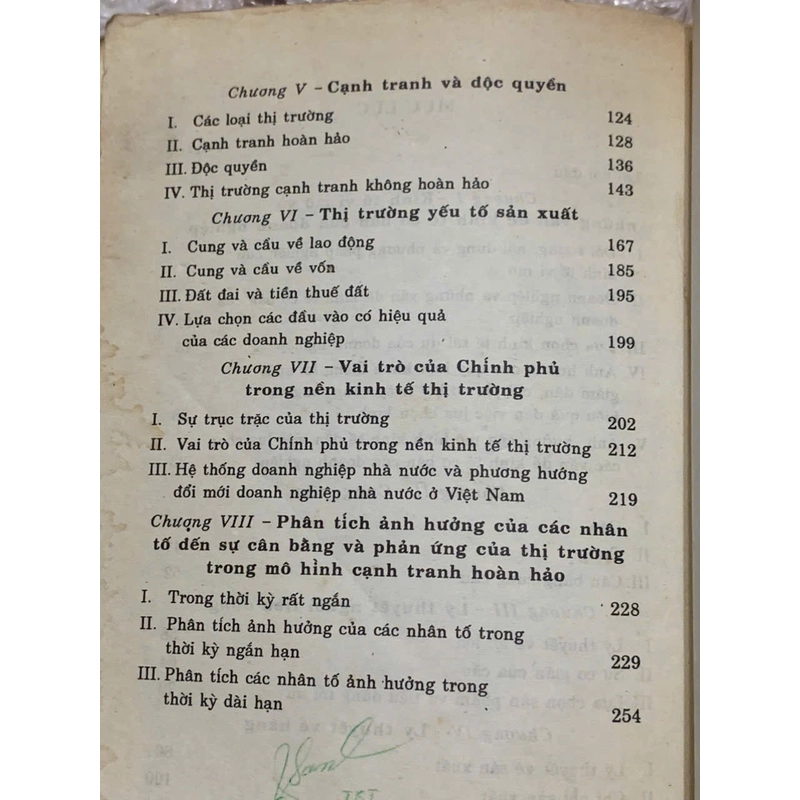 Chương V – Cạnh tranh và độc quyền
I. Các loại thị trường 124
II. Cạnh tranh hoàn hảo 128
III. Độc quyền 136
IV. Thị trường cạnh tranh không hoàn hảo 143
Chương VI – Thị trường yếu tố sản xuất
I. Cung và cầu về lao động 167
II. Cung và cầu về vốn 185
III. Đất đai và tiền thuế đất 195
IV. Lựa chọn các đầu vào có hiệu quả
của các doanh nghiệp 199
Chương VII – Vai trò của Chính phủ
trong nền kinh tế thị trường
I. Sự trục trặc của thị trường 202
II. Vai trò của Chính phủ trong nền kinh tế thị trường 212
III. Hệ thống doanh nghiệp nhà nước và phương hướng
đổi mới doanh nghiệp nhà nước ở Việt Nam 219
Chương VIII – Phân tích ảnh hưởng của các nhân
tố đến sự cân bằng và phản ứng của thị trường
trong mô hình cạnh tranh hoàn hảo
I. Trong thời kỳ rất ngắn 228
II. Phân tích ảnh hưởng của các nhân tố trong
thời kỳ ngắn hạn 229
III. Phân tích các nhân tố ảnh hưởng trong
thời kỳ dài hạn 254